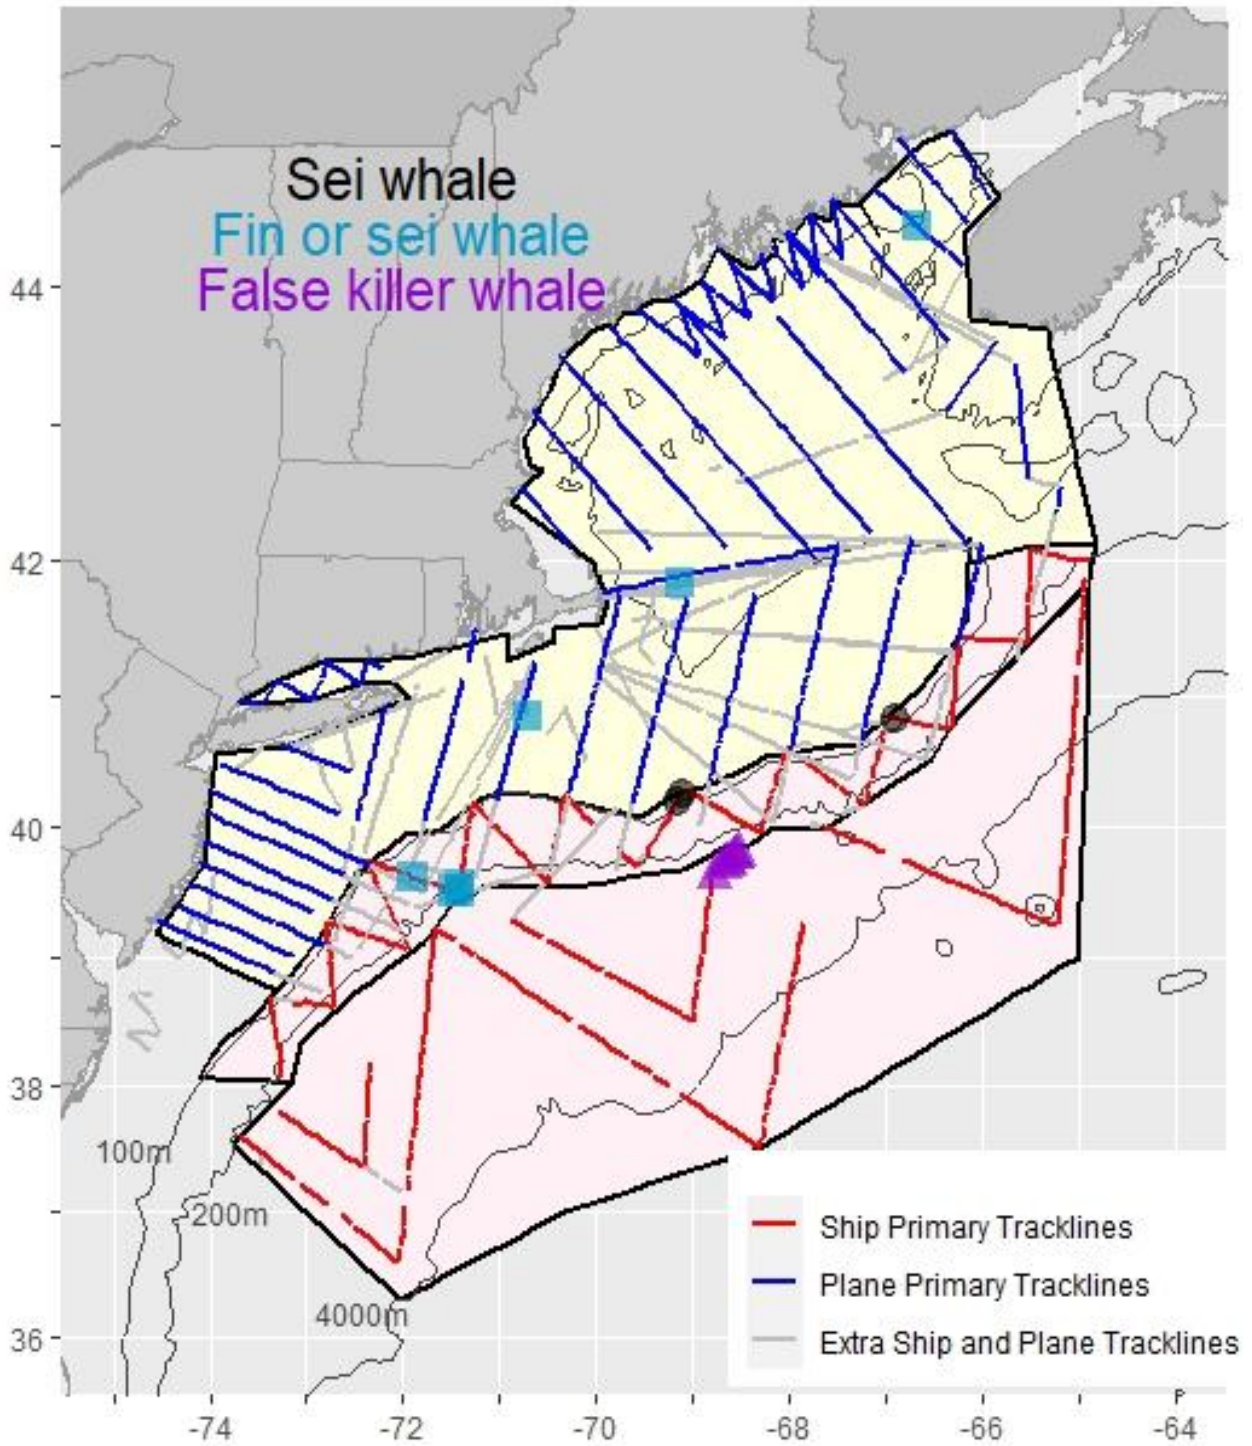 Sei whale
Fin or sei whale
False killer whale
44
42
40
38
36
100m
200m
4000m
Ship Primary Tracklines
Plane Primary Tracklines
Extra Ship and Plane Tracklines
-74
-72
-70
-68
-66
-64